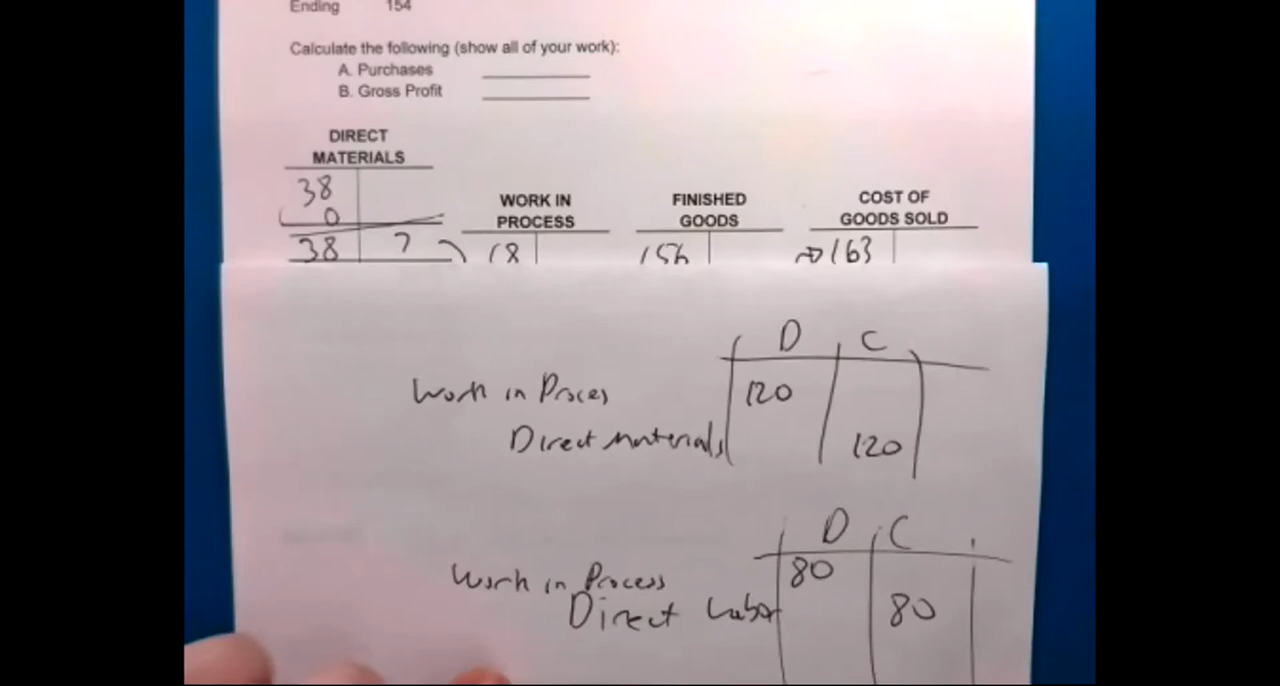 Ending 154
Calculate the following (show all of your work):
A. Purchases
B. Gross Profit
DIRECT
MATERIALS
38
0
38 7
WORK IN
PROCESS
18
FINISHED
GOODS
156
COST OF
GOODS SOLD
163
D C
Work in Proces 120
Direct Materials 120
D C
Work in Process 80
Direct Labor 80